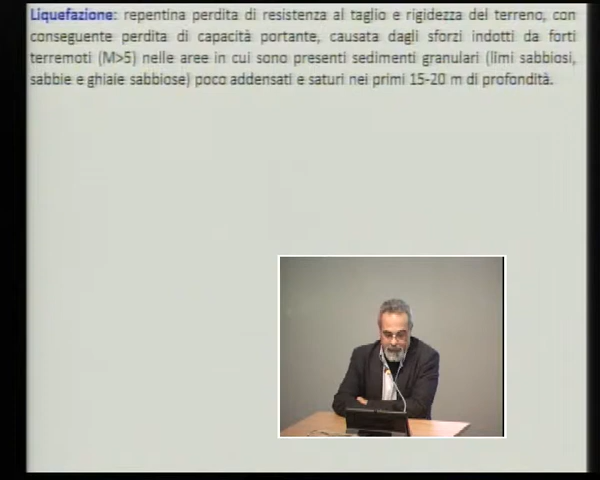 Liquefazione: repentina perdita di resistenza al taglio e rigidezza del terreno, con
conseguente perdita di capacità portante, causata dagli sforzi indotti da forti
terremoti (M>5) nelle aree in cui sono presenti sedimenti granulari (limi sabbiosi,
sabbie e ghiaie sabbiose) poco addensati e saturi nei primi 15-20 m di profondità.